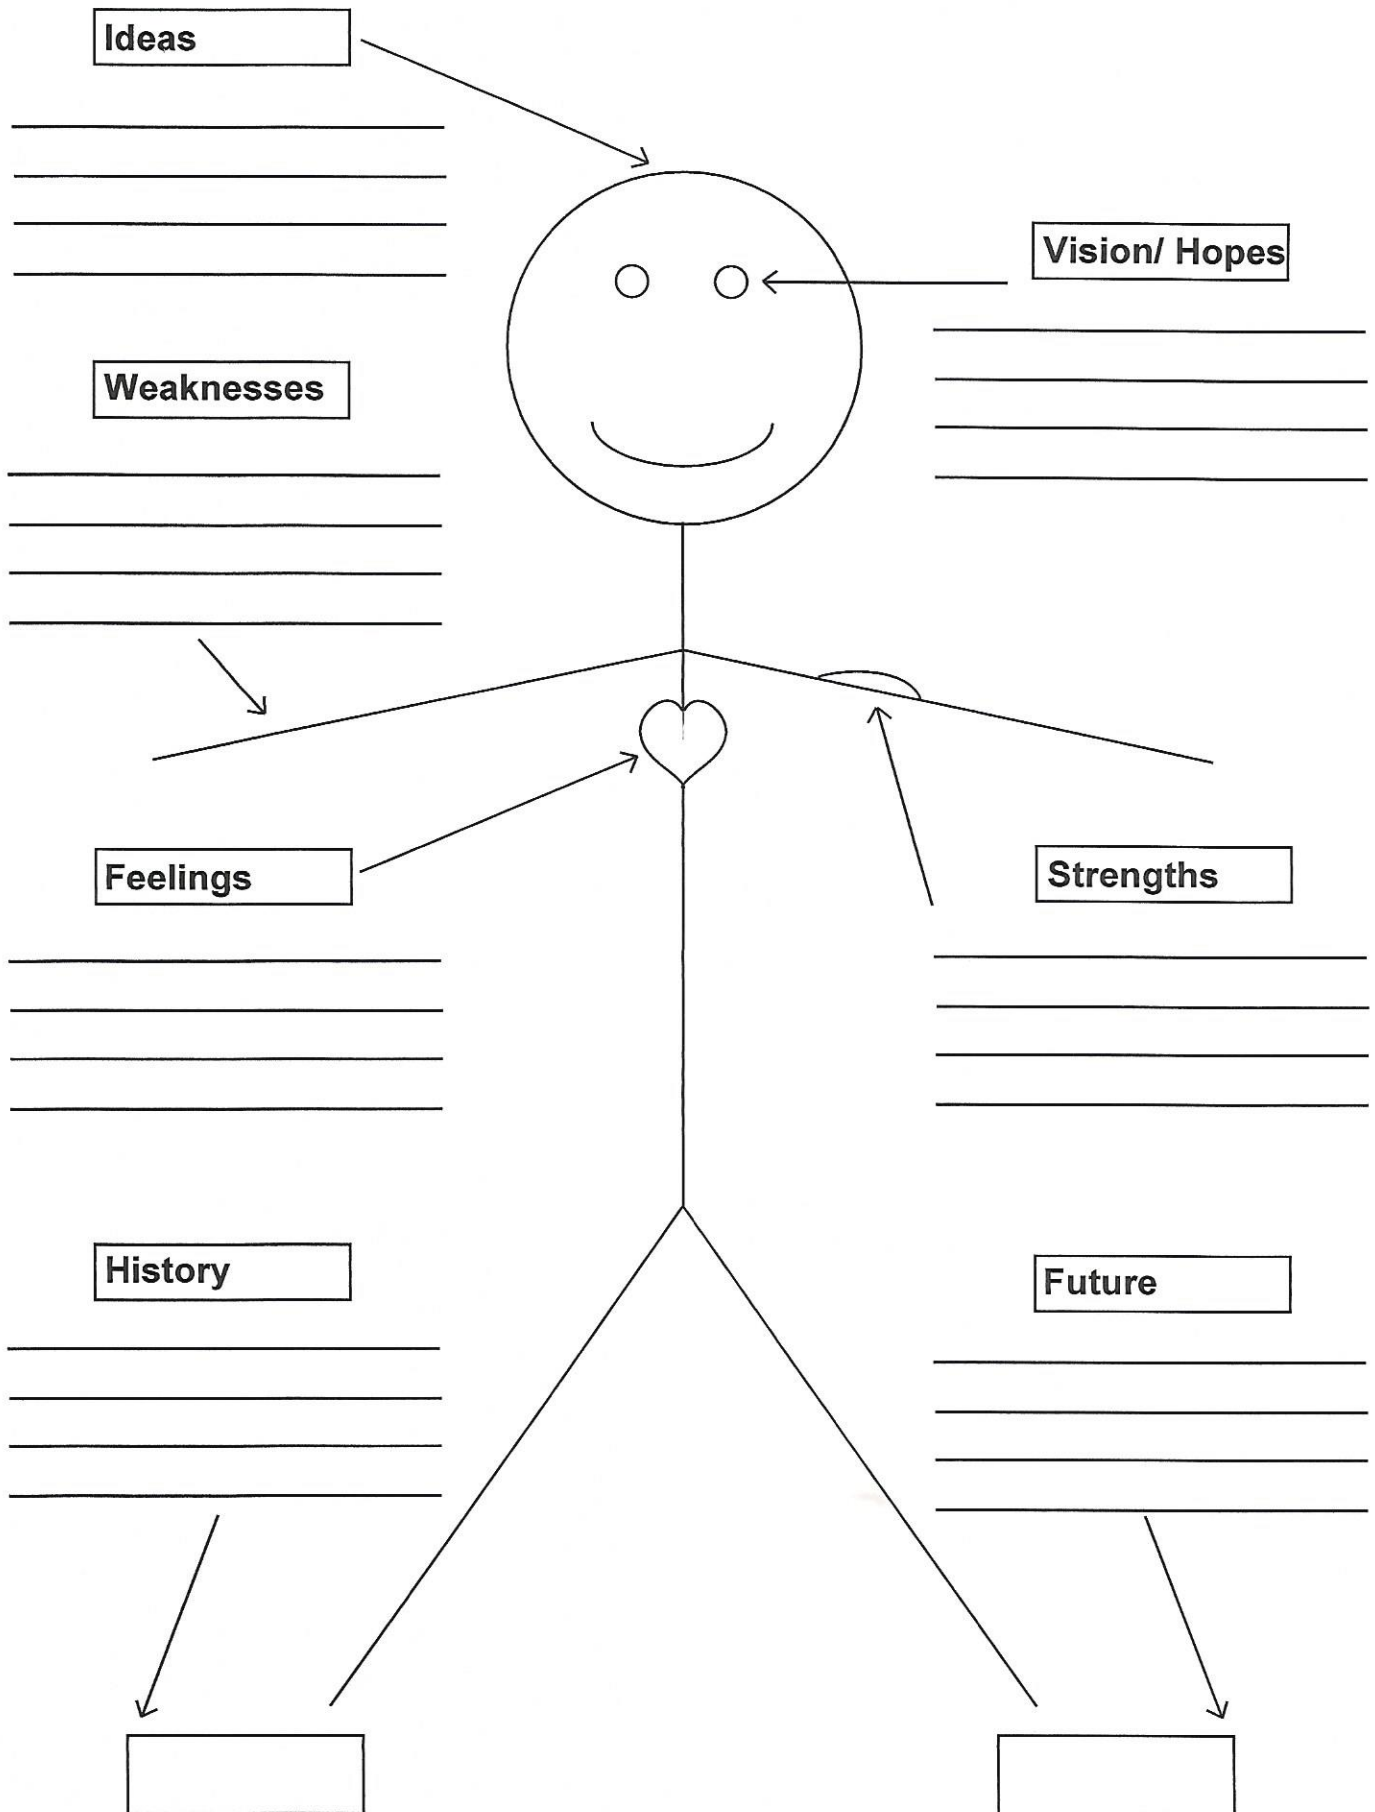 Ideas
Vision/ Hopes
Weaknesses
Feelings
Strengths
History
Future